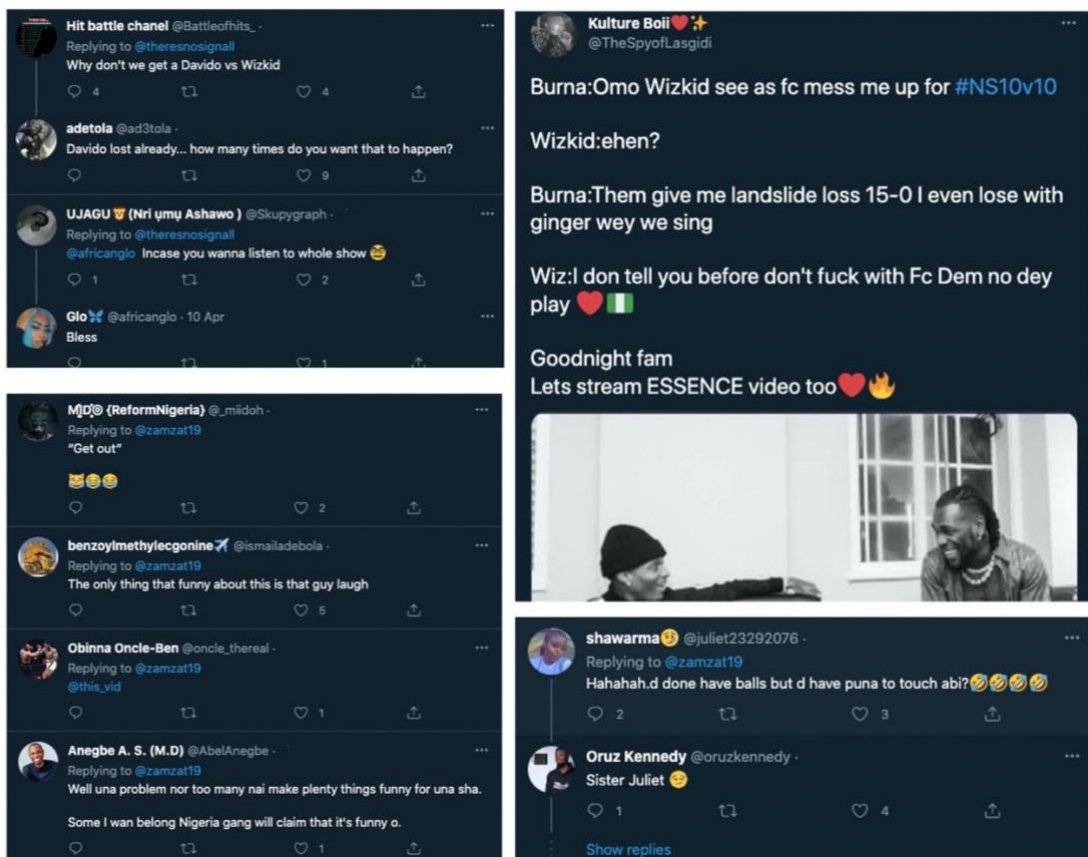 Hit battle chanel @Battleofhits_ ·
Replying to @theresnosignall
Why don't we get a Davido vs Wizkid
4 4
adetola @ad3tola ·
Davido lost already... how many times do you want that to happen?
9
UJAGU 🦁 (Nri ụmụ Ashawo ) @Skupygraph ·
Replying to @theresnosignall
@africanglo Incase you wanna listen to whole show 🤓
1 2
Glo🦋 @africanglo · 10 Apr
Bless
1
{ReformNigeria} @_miidoh ·
Replying to @zamzat19
"Get out"
😹😂😂
2
benzoylmethylecgonine✈️ @ismailadebola ·
Replying to @zamzat19
The only thing that funny about this is that guy laugh
5
Obinna Oncle-Ben @oncle_thereal ·
Replying to @zamzat19
@this_vid
1
Anegbe A. S. (M.D) @AbelAnegbe ·
Replying to @zamzat19
Well una problem nor too many nai make plenty things funny for una sha.
Some I wan belong Nigeria gang will claim that it's funny o.
1
Kulture Boii❤️✨
@TheSpyofLasgidi
Burna:Omo Wizkid see as fc mess me up for #NS10v10
Wizkid:ehen?
Burna:Them give me landslide loss 15-0 I even lose with
ginger wey we sing
Wiz:I don tell you before don't fuck with Fc Dem no dey
play ❤️🇳🇬
Goodnight fam
Lets stream ESSENCE video too❤️🔥
shawarma @juliet23292076 ·
Replying to @zamzat19
Hahahah.d done have balls but d have puna to touch abi?🤣🤣🤣🤣
2 3
Oruz Kennedy @oruzkennedy ·
Sister Juliet 😏
1 4
Show replies